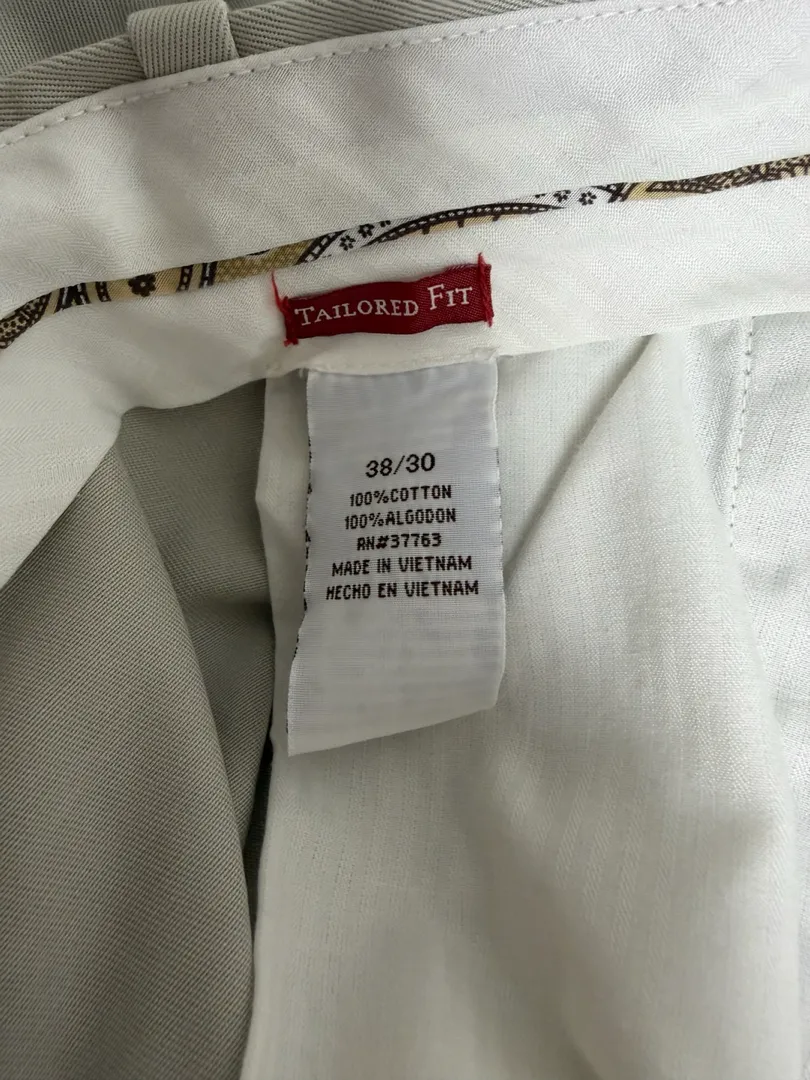 TAILORED FIT
38/30
100%COTTON
100%ALGODON
RN#37763
MADE IN VIETNAM
HECHO EN VIETNAM